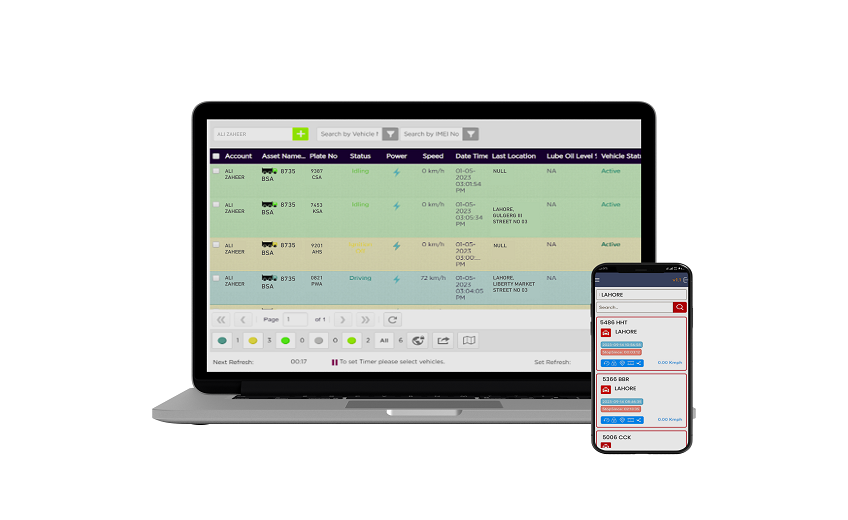 ALI ZAHEER
Search by Vehicle N
Search by IMEI No
Account Asset Name... Plate No Status Power Speed Date Time Last Location Lube Oil Level Vehicle Stat
ALI ZAHEER 8735 BSA 9387 CSA Idling 0 km/h 01-05-2023 03:01:54 PM NULL NA Active
ALI ZAHEER 8735 BSA 7653 KSA Idling 0 km/h 01-05-2023 03:05:34 PM LAHORE, GULGERG III STREET NO 03 NA Active
ALI ZAHEER 8735 BSA 9201 AHS 0 km/h 01-05-2023 03:00:... PM NULL NA Active
ALI ZAHEER 8735 BSA 0821 PWA Driving 72 km/h 01-05-2023 03:04:05 PM LAHORE, LIBERTY MARKET STREET NO 03 NA Active
Page 1 of 1
1 3 0 0 2 All 6
Next Refresh: 00:17 To set Timer please select vehicles. Set Refresh:
LAHORE
Search...
5486 HHT
LAHORE
0.00 Kmph
5366 BBR
LAHORE
0.00 Kmph
5006 CCK